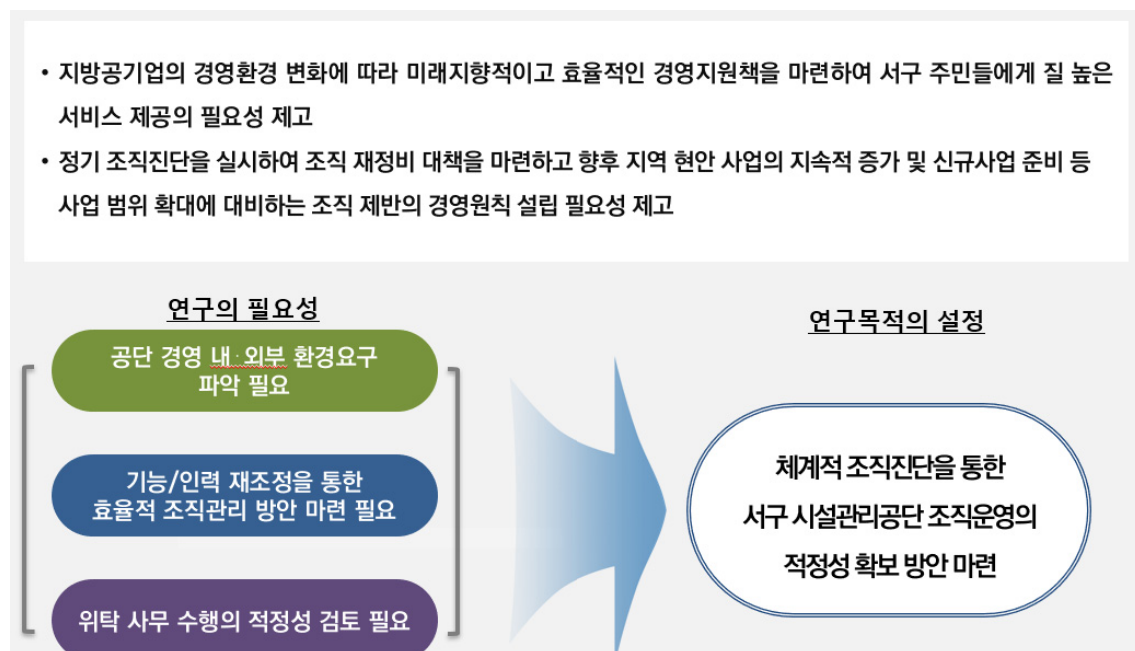 • 지방공기업의 경영환경 변화에 따라 미래지향적이고 효율적인 경영지원책을 마련하여 서구 주민들에게 질 높은
서비스 제공의 필요성 제고
• 정기 조직진단을 실시하여 조직 재정비 대책을 마련하고 향후 지역 현안 사업의 지속적 증가 및 신규사업 준비 등
사업 범위 확대에 대비하는 조직 제반의 경영원칙 설립 필요성 제고
연구의 필요성
공단 경영 내·외부 환경요구
파악 필요
기능/인력 재조정을 통한
효율적 조직관리 방안 마련 필요
위탁 사무 수행의 적정성 검토 필요
연구목적의 설정
체계적 조직진단을 통한
서구 시설관리공단 조직운영의
적정성 확보 방안 마련